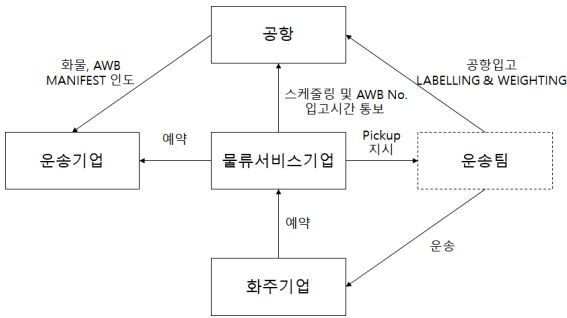 공항
화물, AWB
MANIFEST 인도
공항입고
LABELLING & WEIGHTING
스케줄링 및 AWB No.
입고시간 통보
운송기업
예약
물류서비스기업
Pickup
지시
운송팀
예약
운송
화주기업